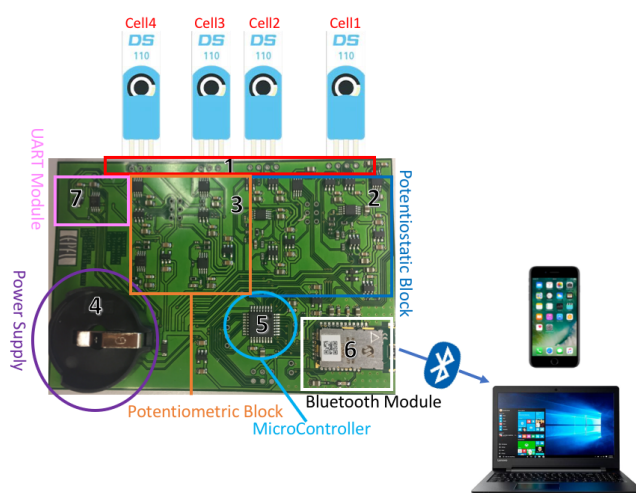 Cell4 Cell3 Cell2 Cell1
DS DS DS DS
110 110 110 110
UART Module
1
7
3
2
Potentiostatic Block
Power Supply
4
5
6
Potentiometric Block
Bluetooth Module
MicroController